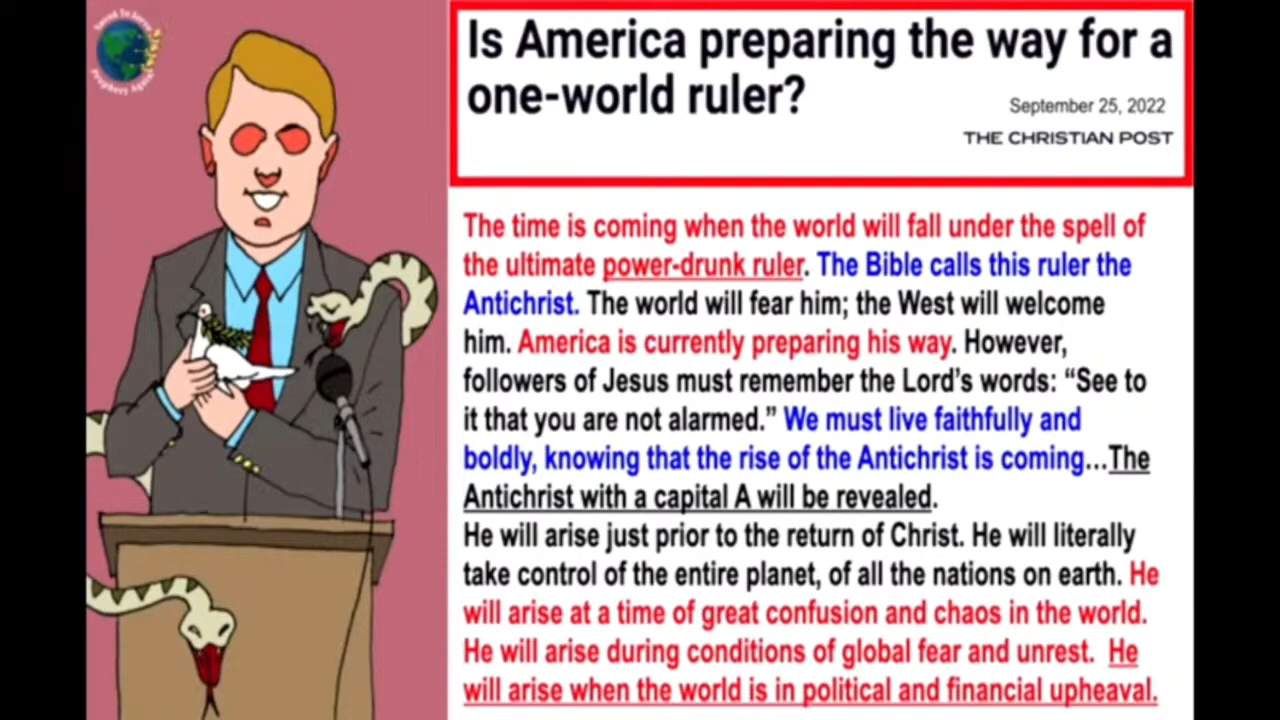 Saved To Serve
Prophecy Again
Is America preparing the way for a
one-world ruler?
September 25, 2022
THE CHRISTIAN POST
The time is coming when the world will fall under the spell of
the ultimate power-drunk ruler. The Bible calls this ruler the
Antichrist. The world will fear him; the West will welcome
him. America is currently preparing his way. However,
followers of Jesus must remember the Lord's words: “See to
it that you are not alarmed.” We must live faithfully and
boldly, knowing that the rise of the Antichrist is coming...The
Antichrist with a capital A will be revealed.
He will arise just prior to the return of Christ. He will literally
take control of the entire planet, of all the nations on earth. He
will arise at a time of great confusion and chaos in the world.
He will arise during conditions of global fear and unrest. He
will arise when the world is in political and financial upheaval.